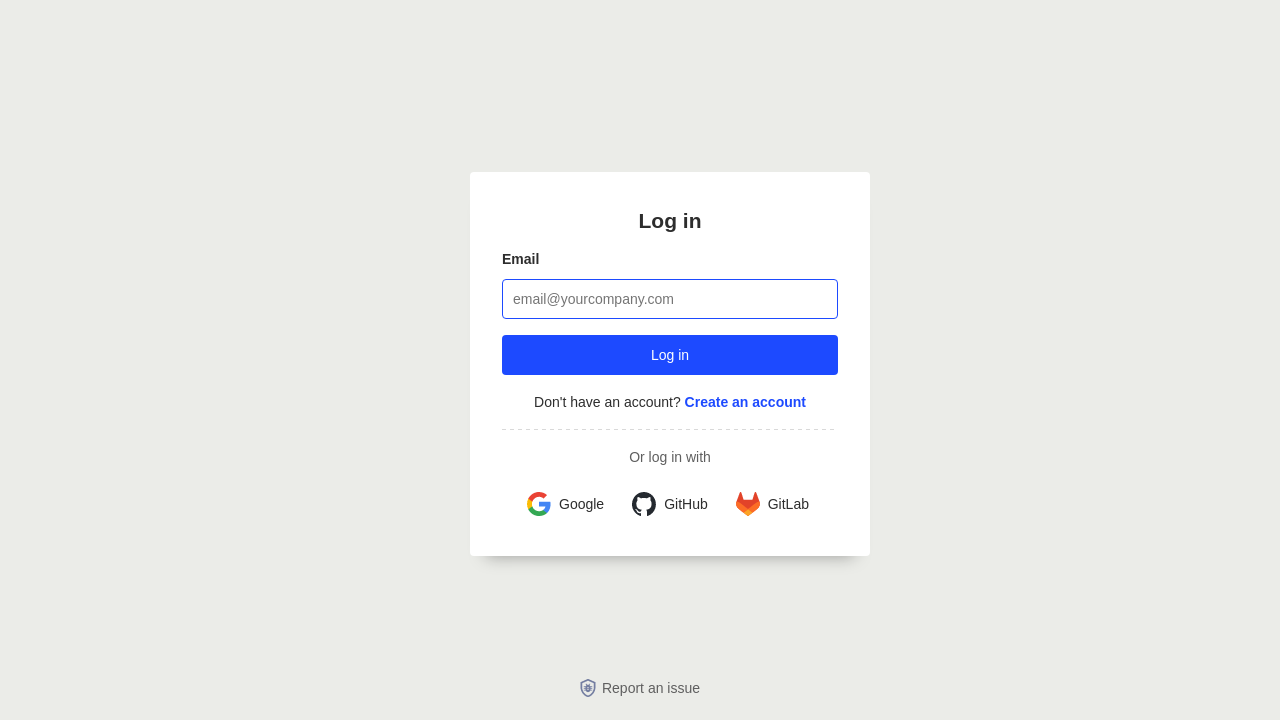 Log in
Email
email@yourcompany.com
Log in
Don't have an account? Create an account
Or log in with
Google GitHub GitLab
Report an issue